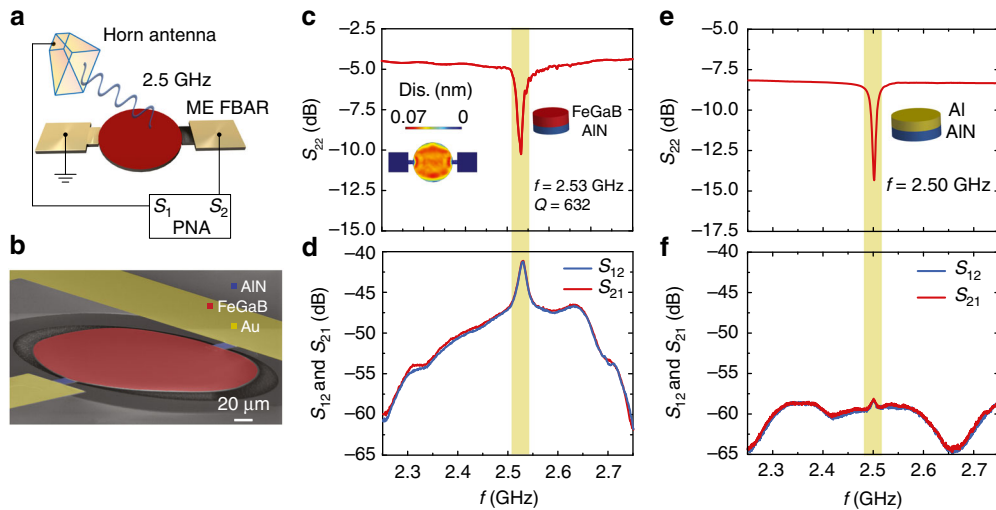 a
Horn antenna
2.5 GHz
ME FBAR
S1 S2
PNA
b
AlN
FeGaB
Au
20 μm
c
−2.5
−5.0
−7.5
−10.0
−12.5
−15.0
S22 (dB)
Dis. (nm)
0.07 0
FeGaB
AlN
f = 2.53 GHz
Q = 632
d
−40
−45
−50
−55
−60
−65
S12 and S21 (dB)
S12
S21
2.3 2.4 2.5 2.6 2.7
f (GHz)
e
−5.0
−7.5
−10.0
−12.5
−15.0
−17.5
S22 (dB)
Al
AlN
f = 2.50 GHz
f
−40
−45
−50
−55
−60
−65
S12 and S21 (dB)
S12
S21
2.3 2.4 2.5 2.6 2.7
f (GHz)